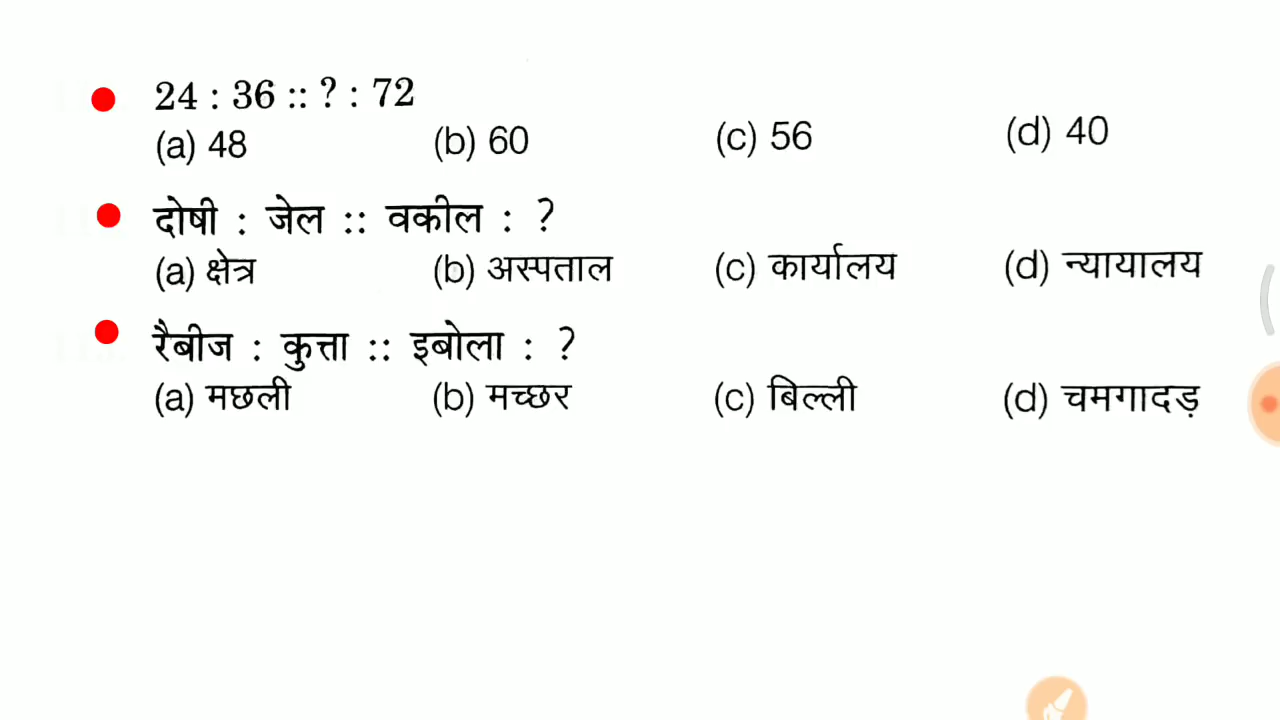 24 : 36 :: ? : 72
(a) 48 (b) 60 (c) 56 (d) 40
दोषी : जेल :: वकील : ?
(a) क्षेत्र (b) अस्पताल (c) कार्यालय (d) न्यायालय
रैबीज : कुत्ता :: इबोला : ?
(a) मछली (b) मच्छर (c) बिल्ली (d) चमगादड़